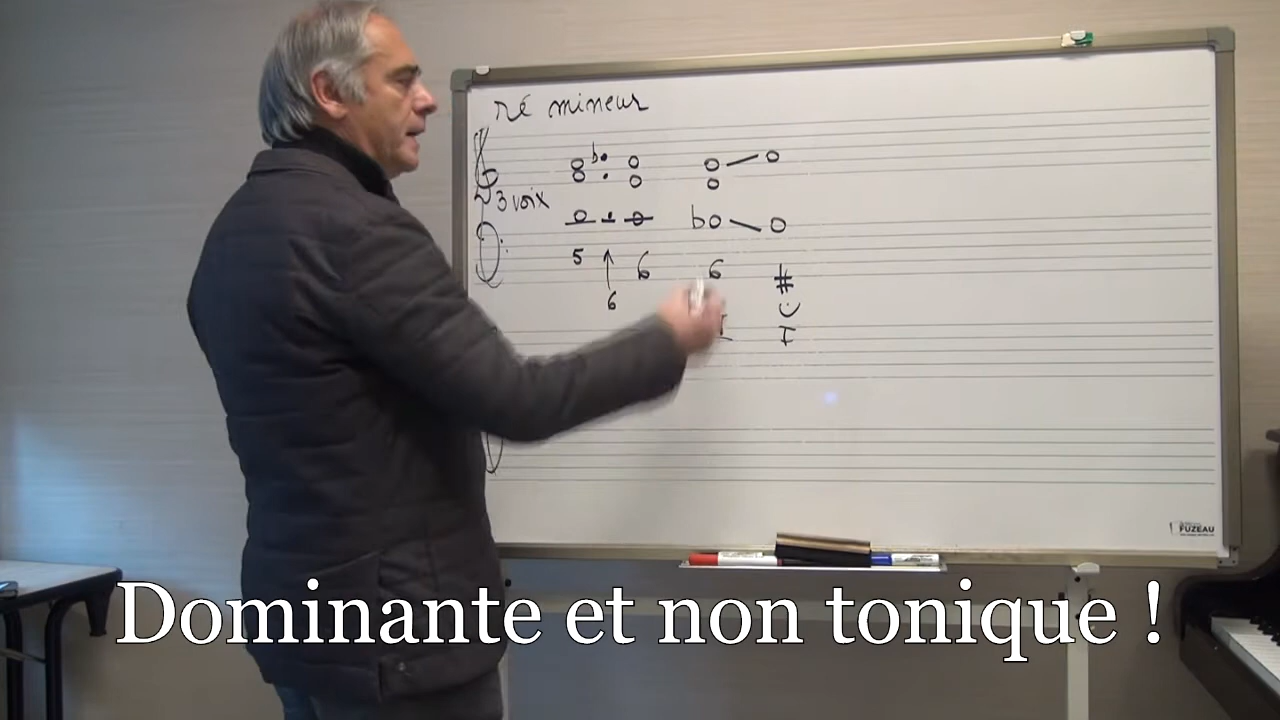 ré mineur
3 voix
5 6 6 #
6
I
FUZEAU
Dominante et non tonique !